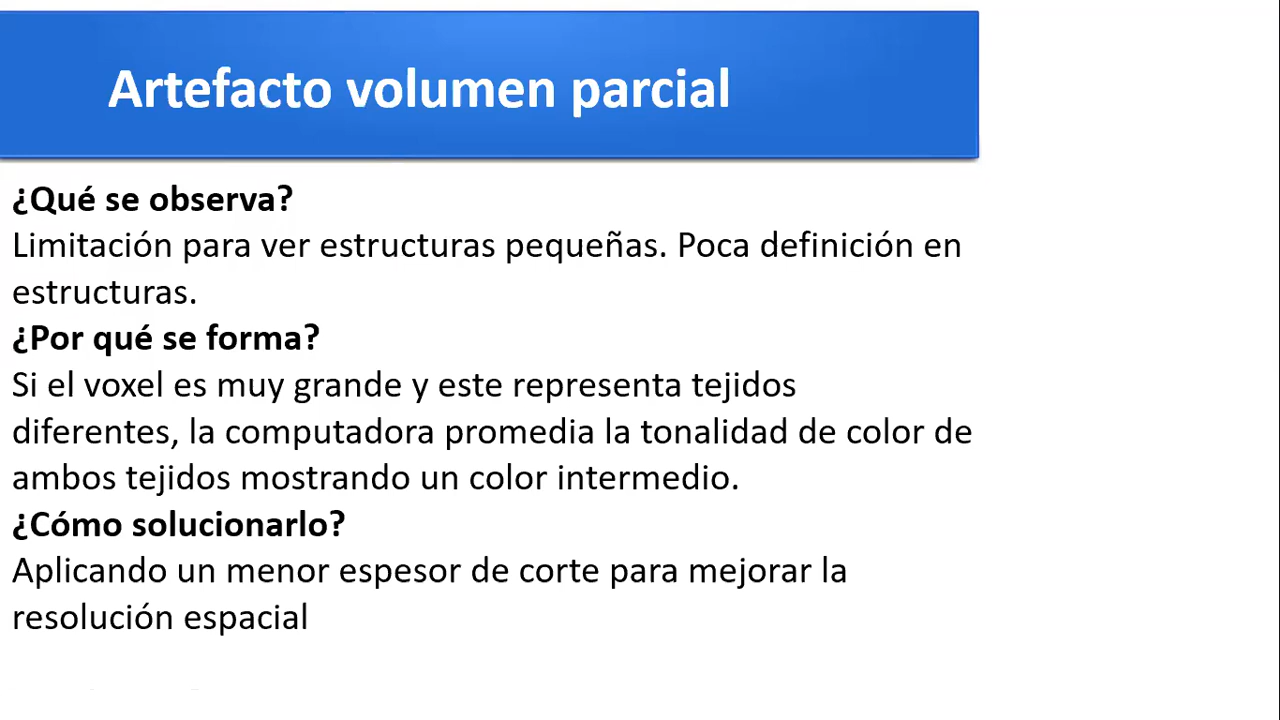 Artefacto volumen parcial
¿Qué se observa?
Limitación para ver estructuras pequeñas. Poca definición en
estructuras.
¿Por qué se forma?
Si el voxel es muy grande y este representa tejidos
diferentes, la computadora promedia la tonalidad de color de
ambos tejidos mostrando un color intermedio.
¿Cómo solucionarlo?
Aplicando un menor espesor de corte para mejorar la
resolución espacial